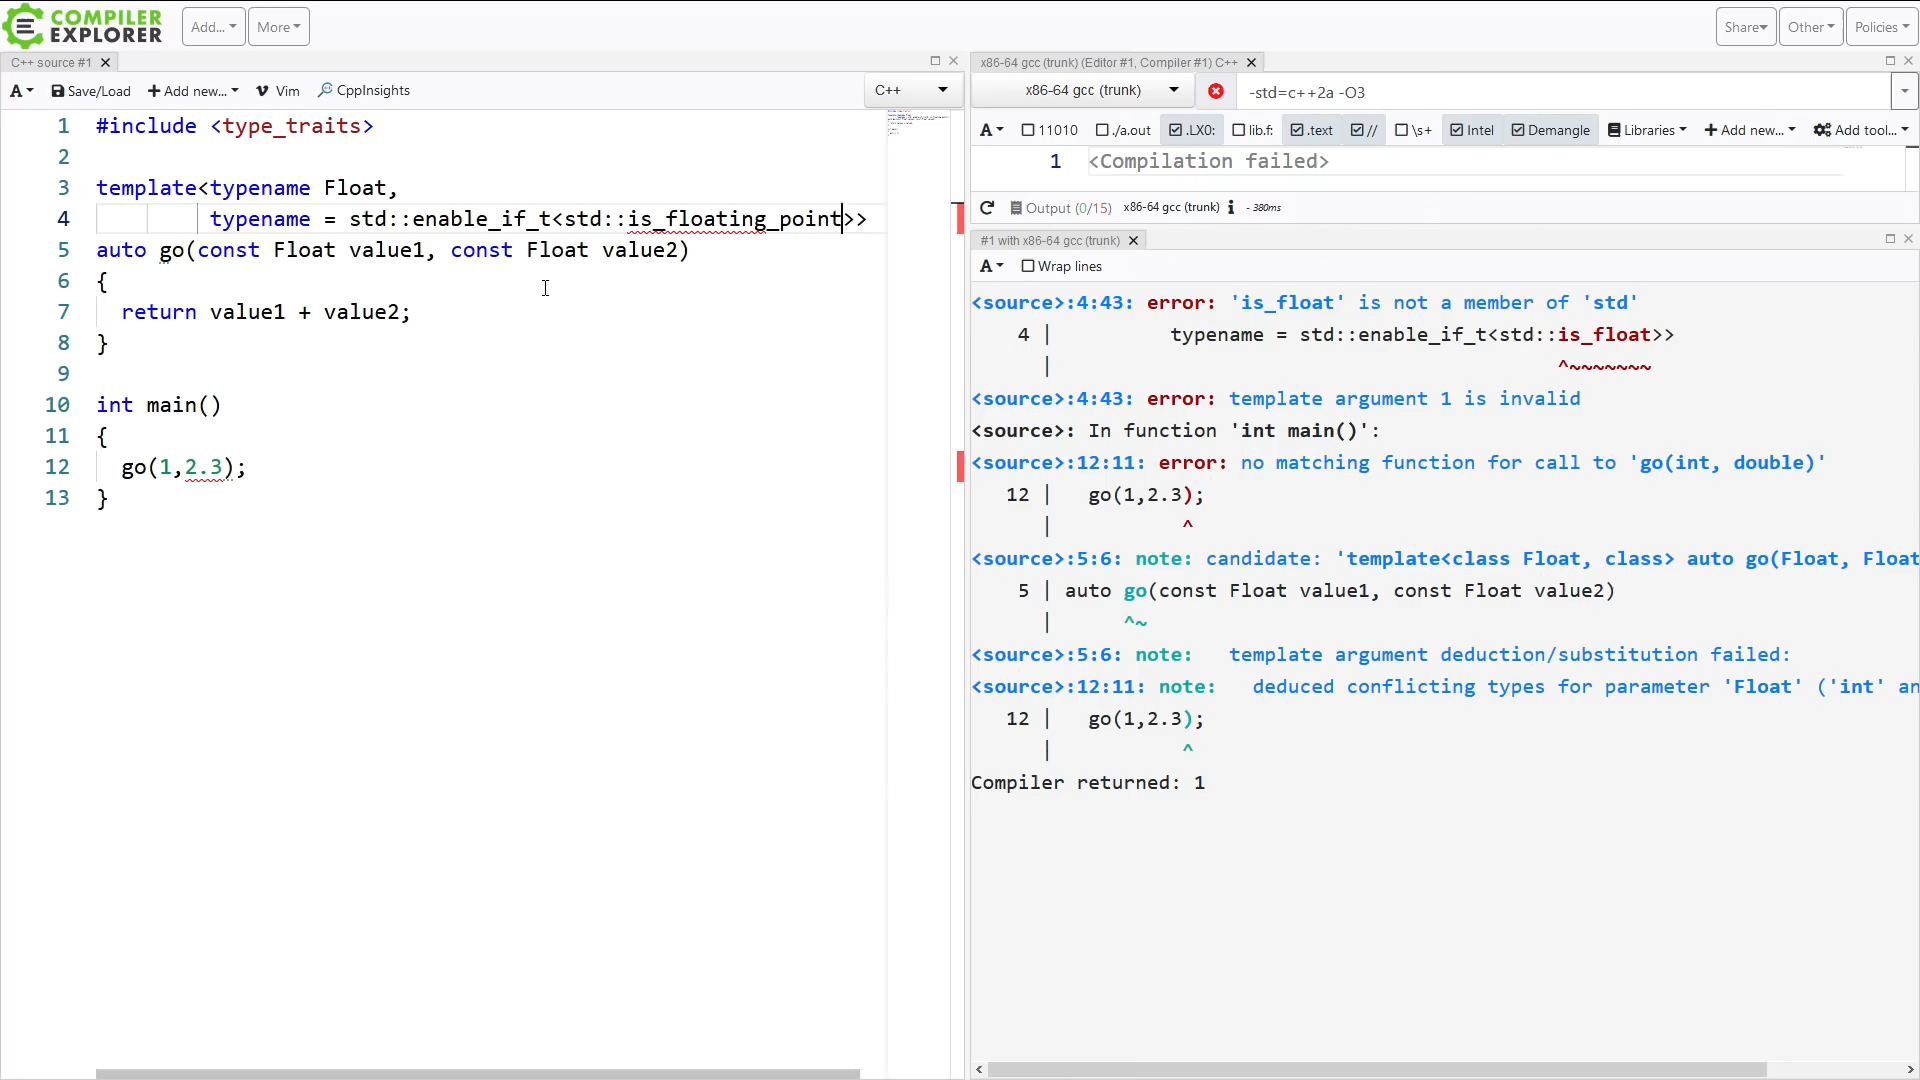 COMPILER EXPLORER Add... More Share Other Policies
C++ source #1
A Save/Load Add new... Vim CppInsights C++
1 #include <type_traits>
2
3 template<typename Float,
4 typename = std::enable_if_t<std::is_floating_point>>
5 auto go(const Float value1, const Float value2)
6 {
7 return value1 + value2;
8 }
9
10 int main()
11 {
12 go(1,2.3);
13 }
x86-64 gcc (trunk) (Editor #1, Compiler #1) C++
x86-64 gcc (trunk) -std=c++2a -O3
A 11010 ./a.out .LX0: lib.f: .text // \s+ Intel Demangle Libraries Add new... Add tool...
1 <Compilation failed>
Output (0/15) x86-64 gcc (trunk) i - 380ms
#1 with x86-64 gcc (trunk)
A Wrap lines
<source>:4:43: error: 'is_float' is not a member of 'std'
4 | typename = std::enable_if_t<std::is_float>>
| ^~~~~~~~
<source>:4:43: error: template argument 1 is invalid
<source>: In function 'int main()':
<source>:12:11: error: no matching function for call to 'go(int, double)'
12 | go(1,2.3);
| ^
<source>:5:6: note: candidate: 'template<class Float, class> auto go(Float, Float
5 | auto go(const Float value1, const Float value2)
| ^~
<source>:5:6: note: template argument deduction/substitution failed:
<source>:12:11: note: deduced conflicting types for parameter 'Float' ('int' an
12 | go(1,2.3);
| ^
Compiler returned: 1